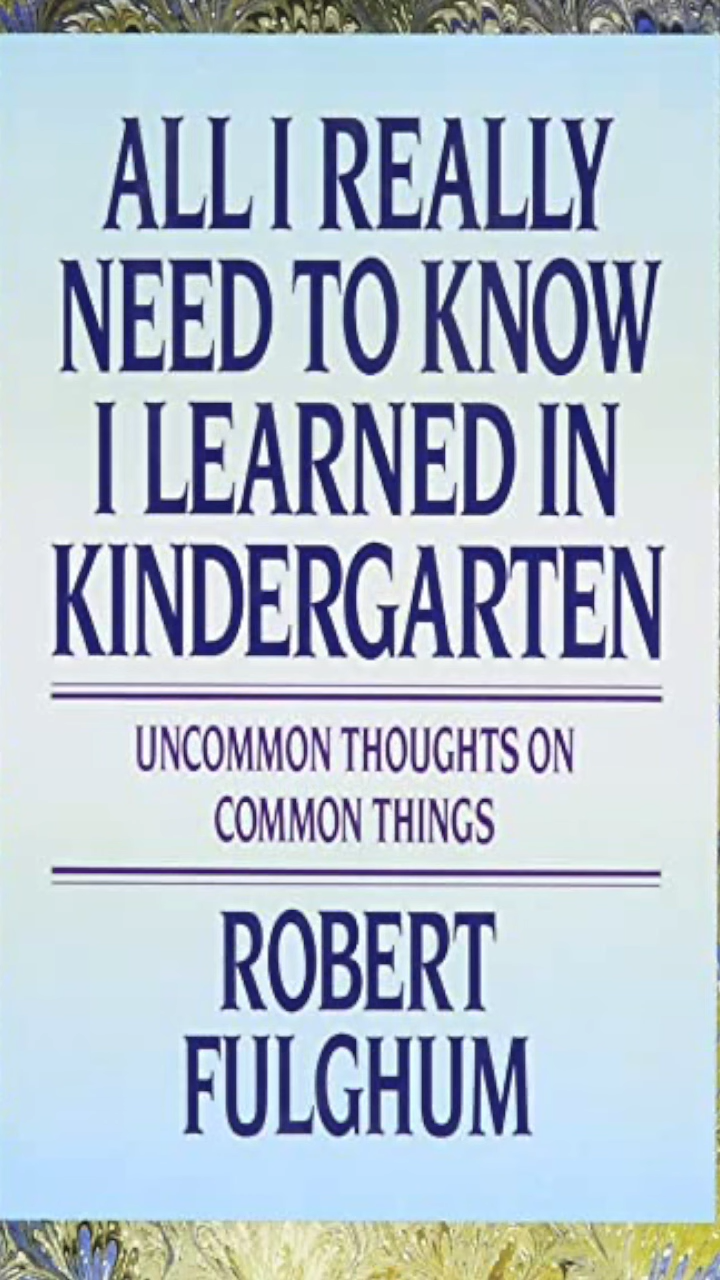 ALL I REALLY
NEED TO KNOW
I LEARNED IN
KINDERGARTEN
UNCOMMON THOUGHTS ON
COMMON THINGS
ROBERT
FULGHUM